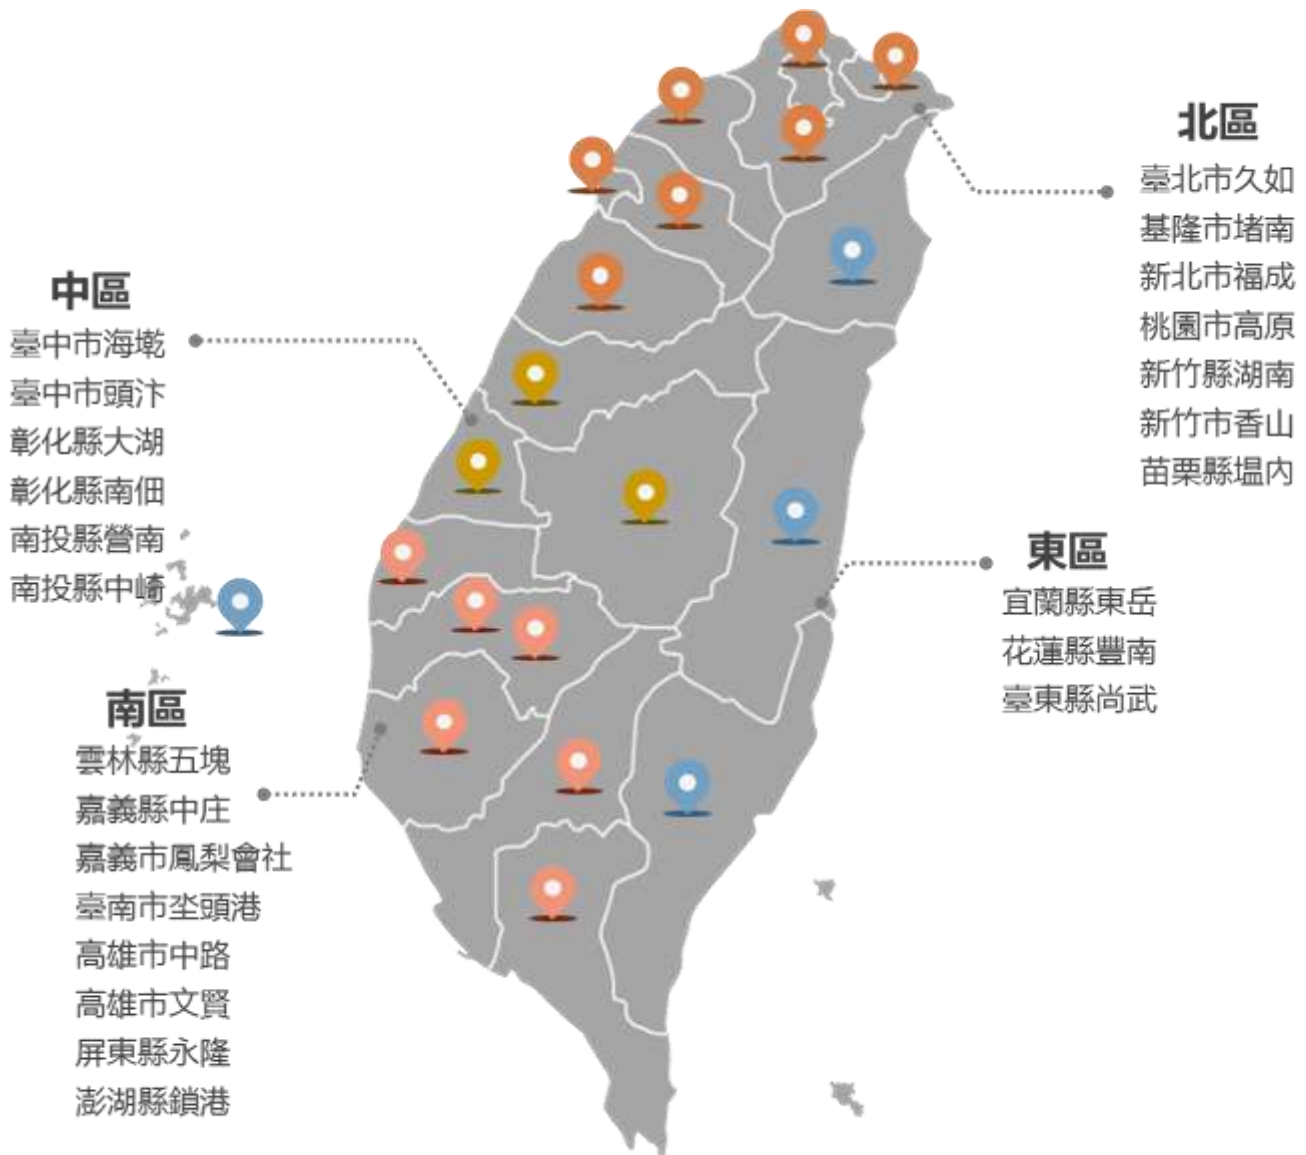 北區
臺北市久如
基隆市堵南
新北市福成
桃園市高原
新竹縣湖南
新竹市香山
苗栗縣塭內
中區
臺中市海墘
臺中市頭汴
彰化縣大湖
彰化縣南佃
南投縣營南
南投縣中崎
東區
宜蘭縣東岳
花蓮縣豐南
臺東縣尚武
南區
雲林縣五塊
嘉義縣中庄
嘉義市鳳梨會社
臺南市坔頭港
高雄市中路
高雄市文賢
屏東縣永隆
澎湖縣鎖港